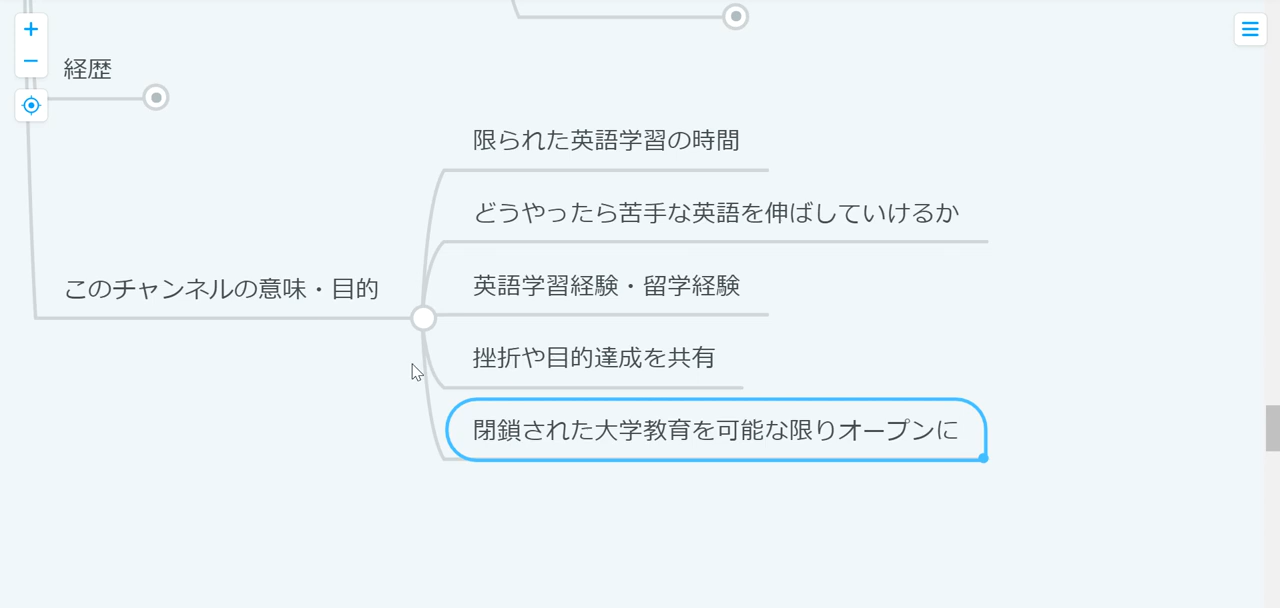 経歴
限られた英語学習の時間
どうやったら苦手な英語を伸ばしていけるか
このチャンネルの意味・目的
英語学習経験・留学経験
挫折や目的達成を共有
閉鎖された大学教育を可能な限りオープンに